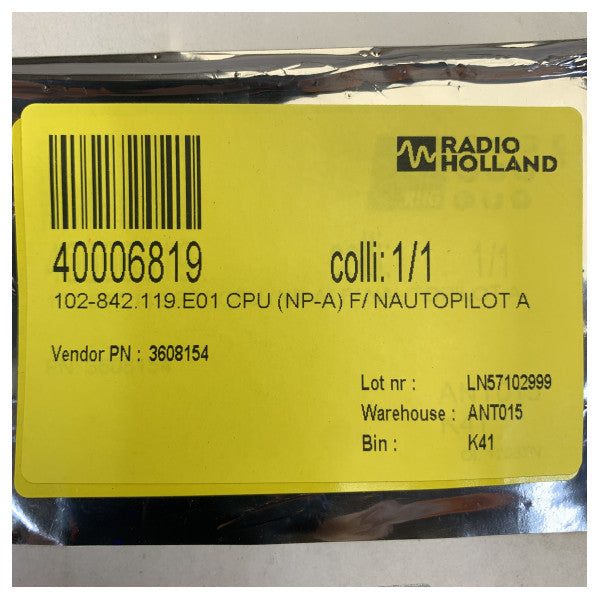 RADIO
HOLLAND
40006819 colli: 1/1
102-842.119.E01 CPU (NP-A) F/ NAUTOPILOT A
Vendor PN : 3608154
Lot nr : LN57102999
Warehouse : ANT015
Bin : K41